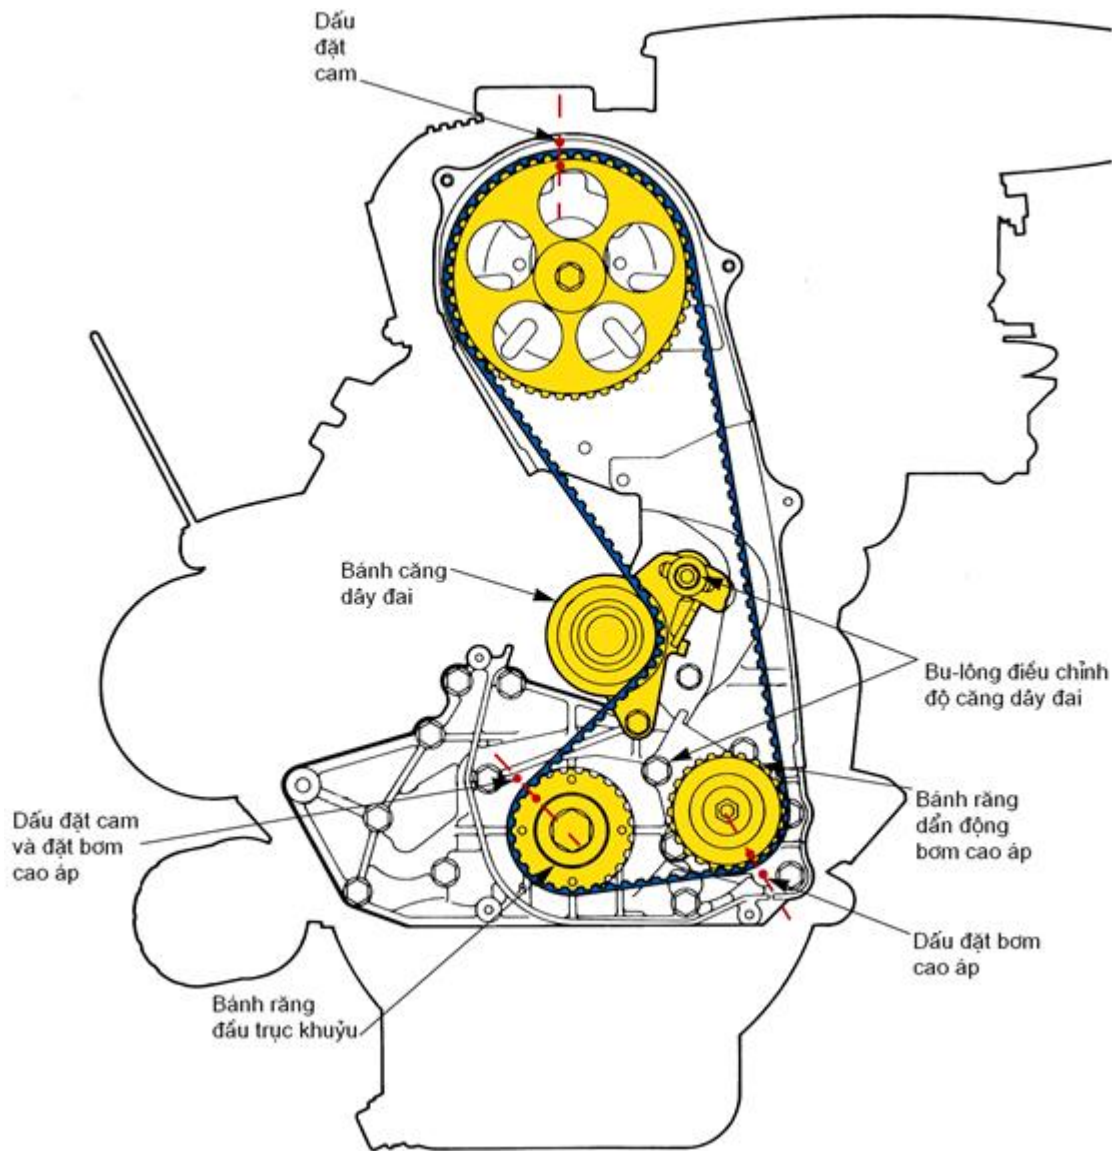 Dấu
đặt
cam
Bánh căng
dây đai
Bu-lông điều chỉnh
độ căng dây đai
Dấu đặt cam
và đặt bơm
cao áp
Bánh răng
dẩn động
bơm cao áp
Dấu đặt bơm
cao áp
Bánh răng
đầu trục khuỷu